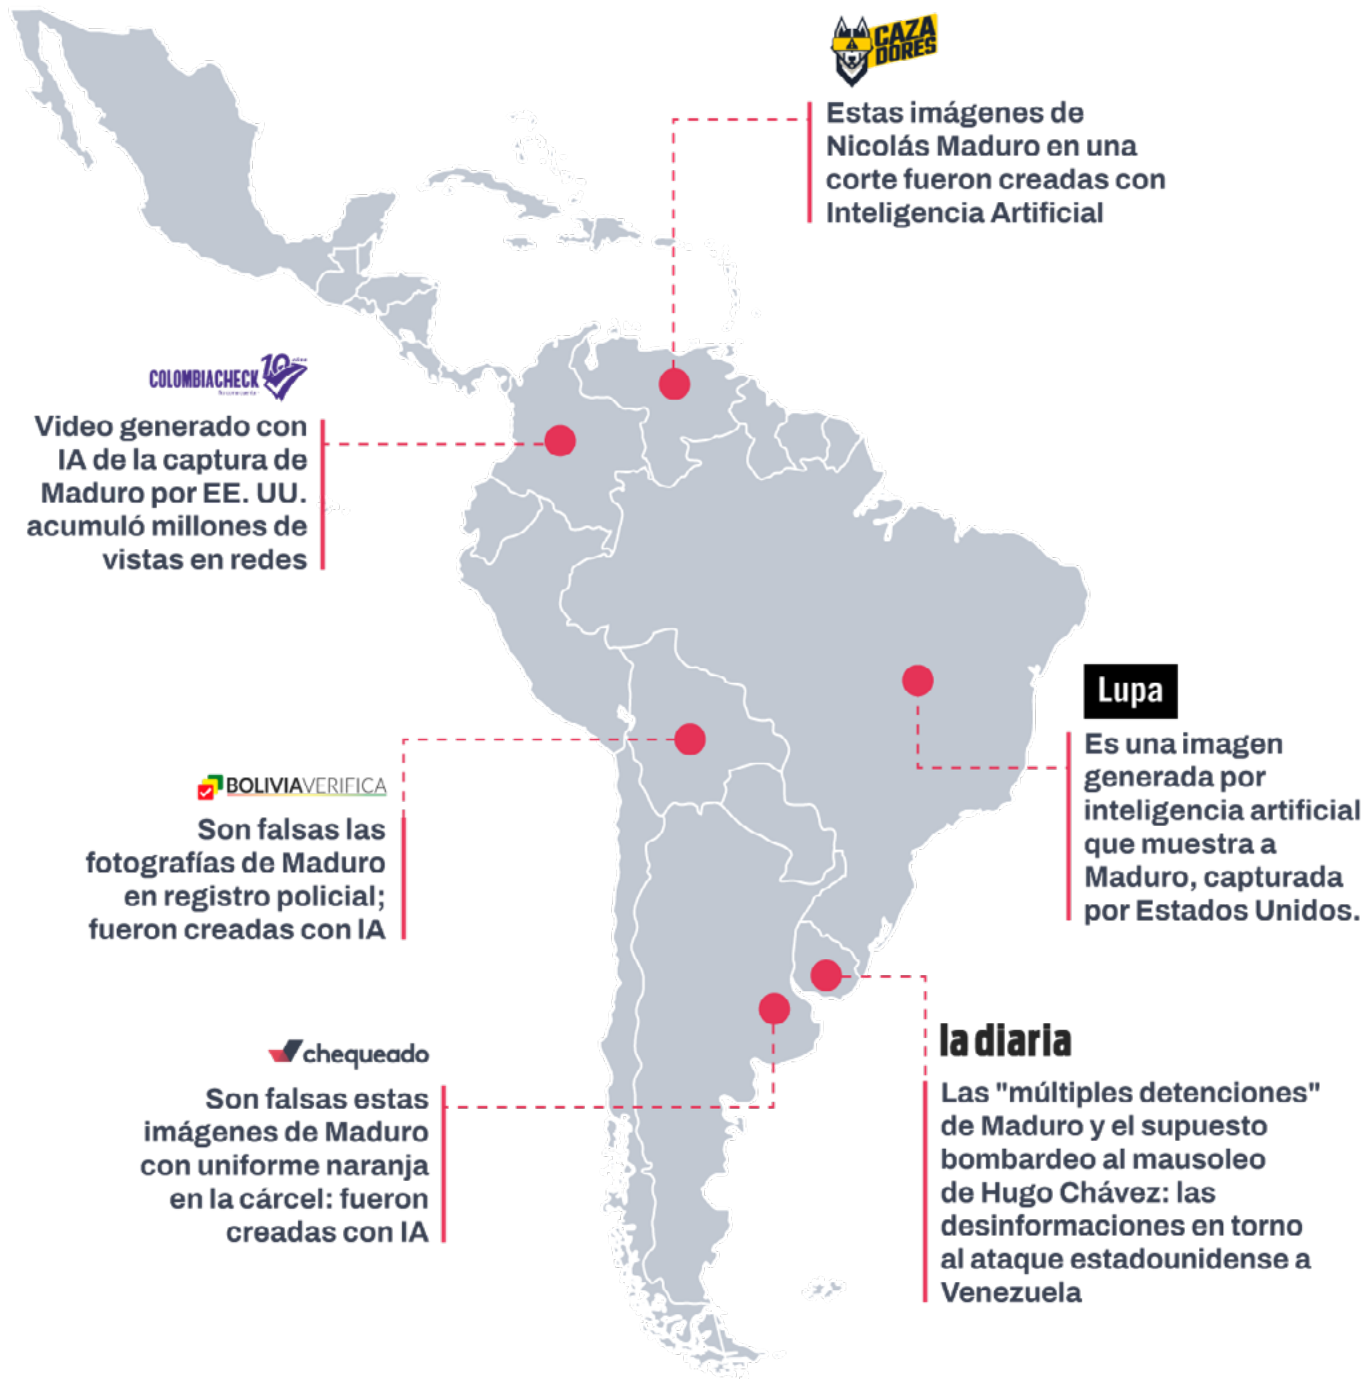 CAZA
DORES
Estas imágenes de
Nicolás Maduro en una
corte fueron creadas con
Inteligencia Artificial
COLOMBIACHECK 10
Video generado con
IA de la captura de
Maduro por EE. UU.
acumuló millones de
vistas en redes
Lupa
Es una imagen
generada por
inteligencia artificial
que muestra a
Maduro, capturada
por Estados Unidos.
BOLIVIAVERIFICA
Son falsas las
fotografías de Maduro
en registro policial;
fueron creadas con IA
chequeado
Son falsas estas
imágenes de Maduro
con uniforme naranja
en la cárcel: fueron
creadas con IA
la diaria
Las "múltiples detenciones"
de Maduro y el supuesto
bombardeo al mausoleo
de Hugo Chávez: las
desinformaciones en torno
al ataque estadounidense a
Venezuela